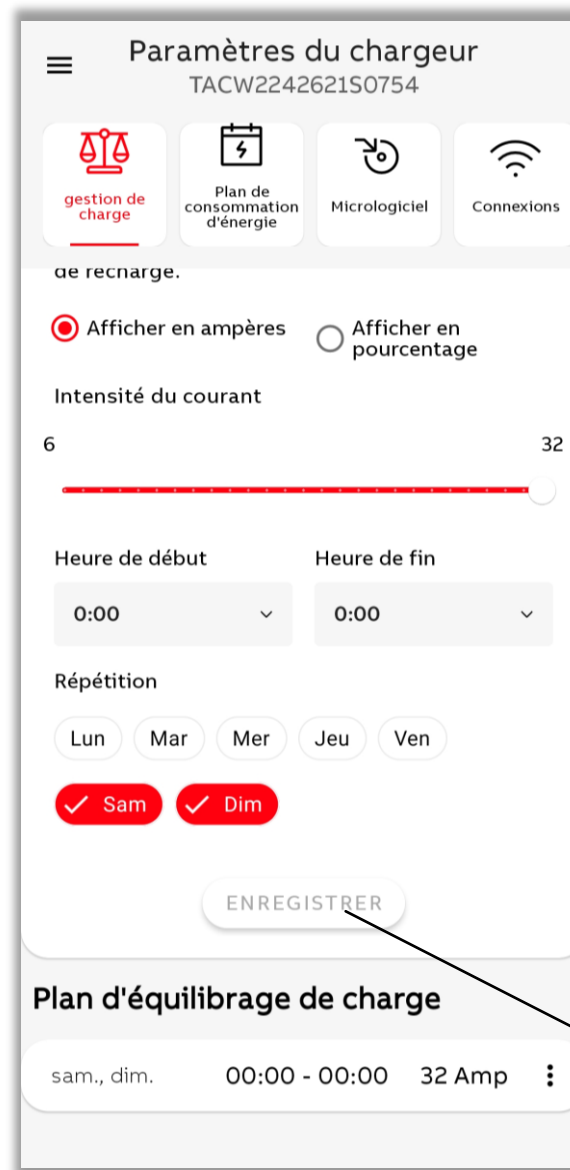 Paramètres du chargeur
TACW2242621S0754
gestion de
charge
Plan de
consommation
d'énergie
Micrologiciel
Connexions
de recharge.
Afficher en ampères
Afficher en
pourcentage
Intensité du courant
6 32
Heure de début Heure de fin
0:00 0:00
Répétition
Lun Mar Mer Jeu Ven
Sam Dim
ENREGISTRER
Plan d'équilibrage de charge
sam., dim. 00:00 - 00:00 32 Amp